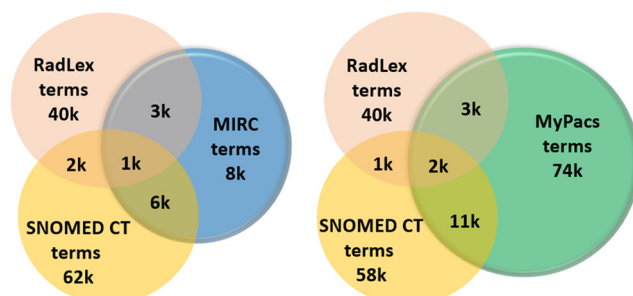 RadLex
terms
40k
3k
MIRC
terms
8k
2k
1k
6k
SNOMED CT
terms
62k
RadLex
terms
40k
3k
MyPacs
terms
74k
1k
2k
11k
SNOMED CT
terms
58k